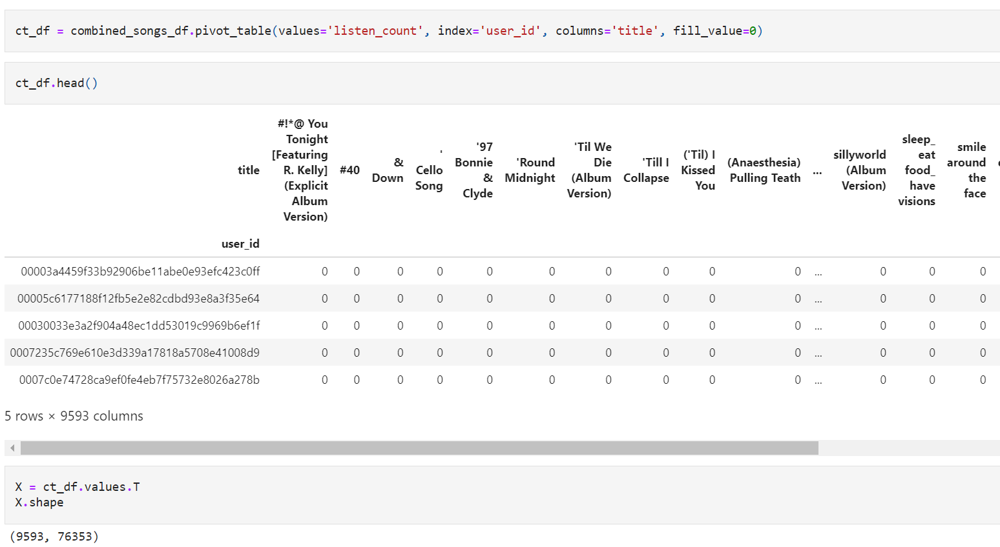 ct_df = combined_songs_df.pivot_table(values='listen_count', index='user_id', columns='title', fill_value=0)
ct_df.head()
title #!*@ You Tonight [Featuring R. Kelly] (Explicit Album Version) #40 & Down ' Cello Song '97 Bonnie & Clyde 'Round Midnight 'Til We Die (Album Version) 'Till I Collapse ('Til) I Kissed You (Anaesthesia) Pulling Teath ... sillyworld (Album Version) sleep_ eat food_ have visions smile around the face
user_id
00003a4459f33b92906be11abe0e93efc423c0ff 0 0 0 0 0 0 0 0 0 0 ... 0 0 0
00005c6177188f12fb5e2e82cdbd93e8a3f35e64 0 0 0 0 0 0 0 0 0 0 ... 0 0 0
00030033e3a2f904a48ec1dd53019c9969b6ef1f 0 0 0 0 0 0 0 0 0 0 ... 0 0 0
0007235c769e610e3d339a17818a5708e41008d9 0 0 0 0 0 0 0 0 0 0 ... 0 0 0
0007c0e74728ca9ef0fe4eb7f75732e8026a278b 0 0 0 0 0 0 0 0 0 0 ... 0 0 0
5 rows × 9593 columns
X = ct_df.values.T
X.shape
(9593, 76353)